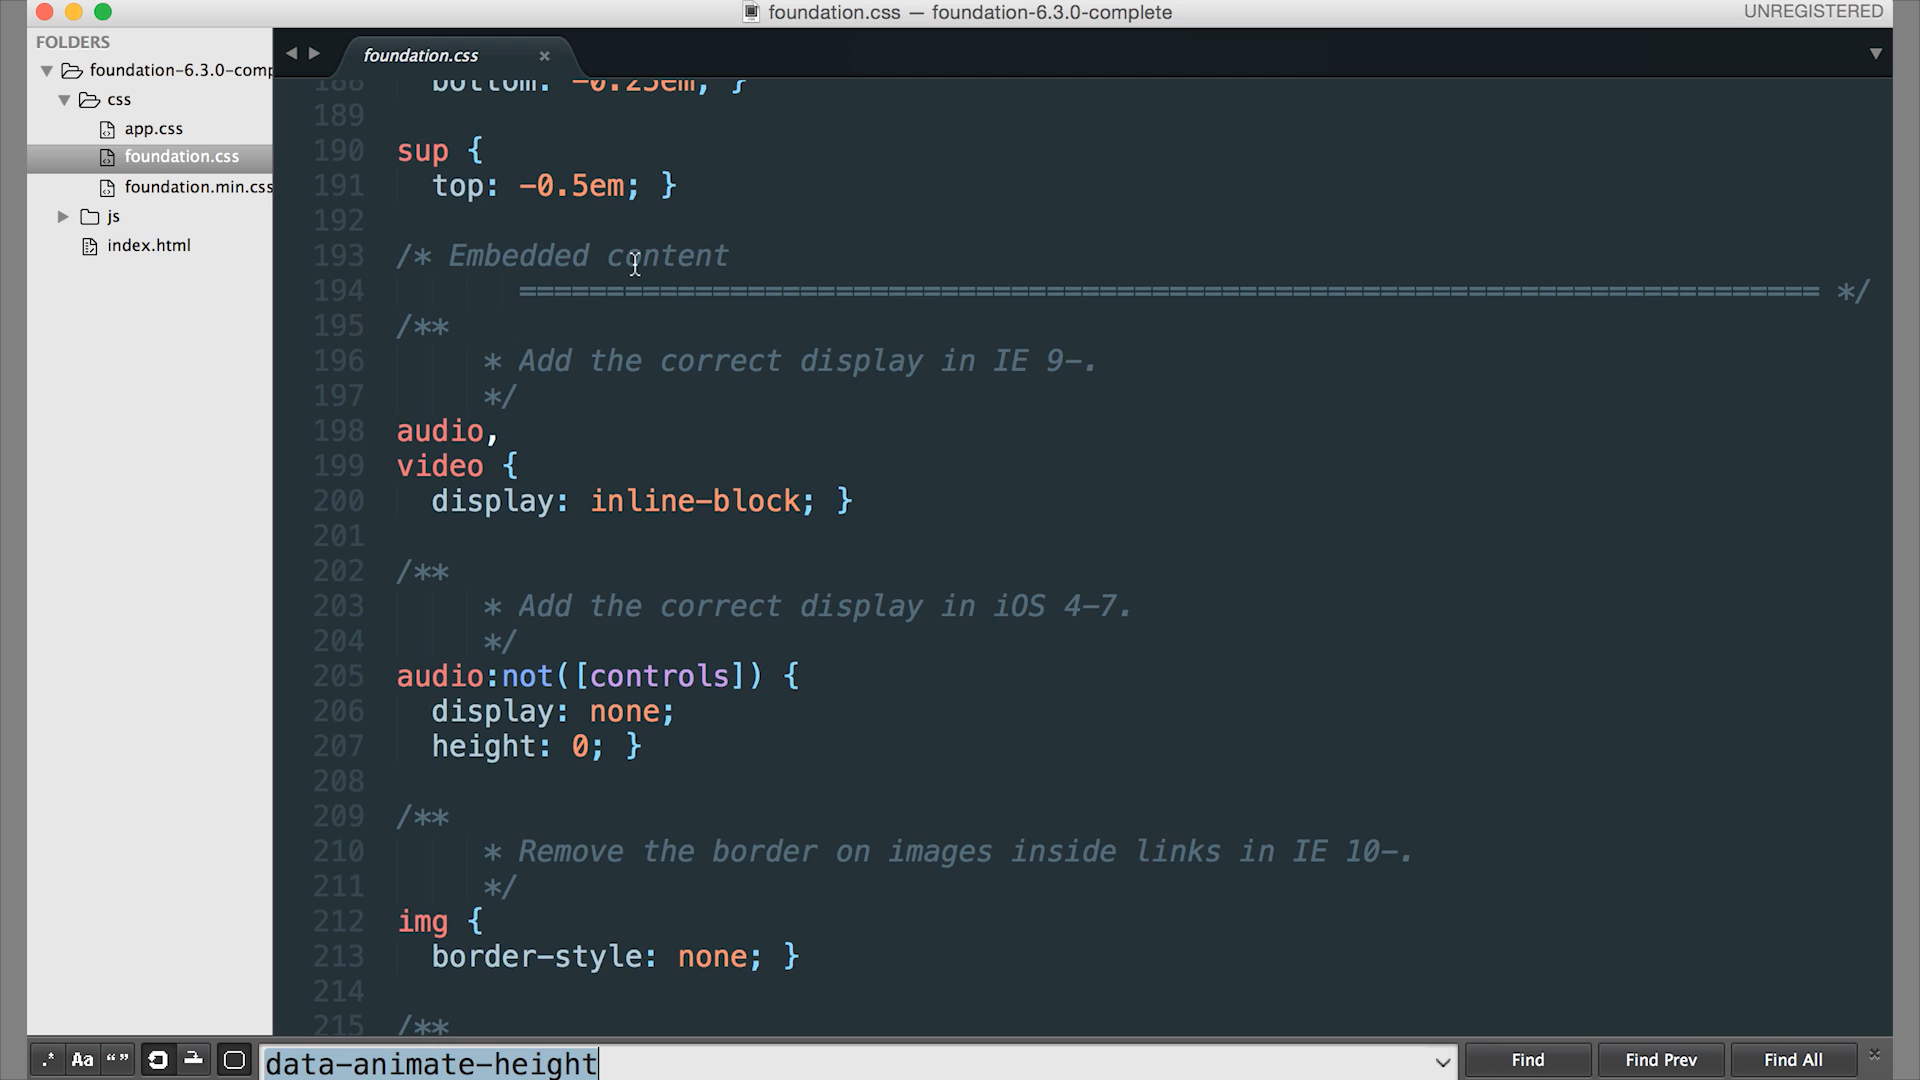 foundation.css — foundation-6.3.0-complete
UNREGISTERED
FOLDERS
foundation-6.3.0-comp
css
app.css
foundation.css
foundation.min.css
js
index.html
foundation.css
188 bottom: -0.25em; }
189
190 sup {
191 top: -0.5em; }
192
193 /* Embedded content
194 ========================================================================== */
195 /**
196 * Add the correct display in IE 9-.
197 */
198 audio,
199 video {
200 display: inline-block; }
201
202 /**
203 * Add the correct display in iOS 4-7.
204 */
205 audio:not([controls]) {
206 display: none;
207 height: 0; }
208
209 /**
210 * Remove the border on images inside links in IE 10-.
211 */
212 img {
213 border-style: none; }
214
215 /**
.* Aa “ ” data-animate-height Find Find Prev Find All